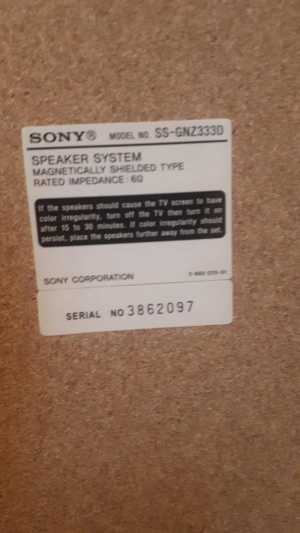 SONY® MODEL NO. SS-GNZ333D
SPEAKER SYSTEM
MAGNETICALLY SHIELDED TYPE
RATED IMPEDANCE: 6Ω
If the speakers should cause the TV screen to have
color irregularity, turn off the TV then turn it on
after 15 to 30 minutes. If color irregularity should
persist, place the speakers further away from the set.
SONY CORPORATION
SERIAL NO 3862097